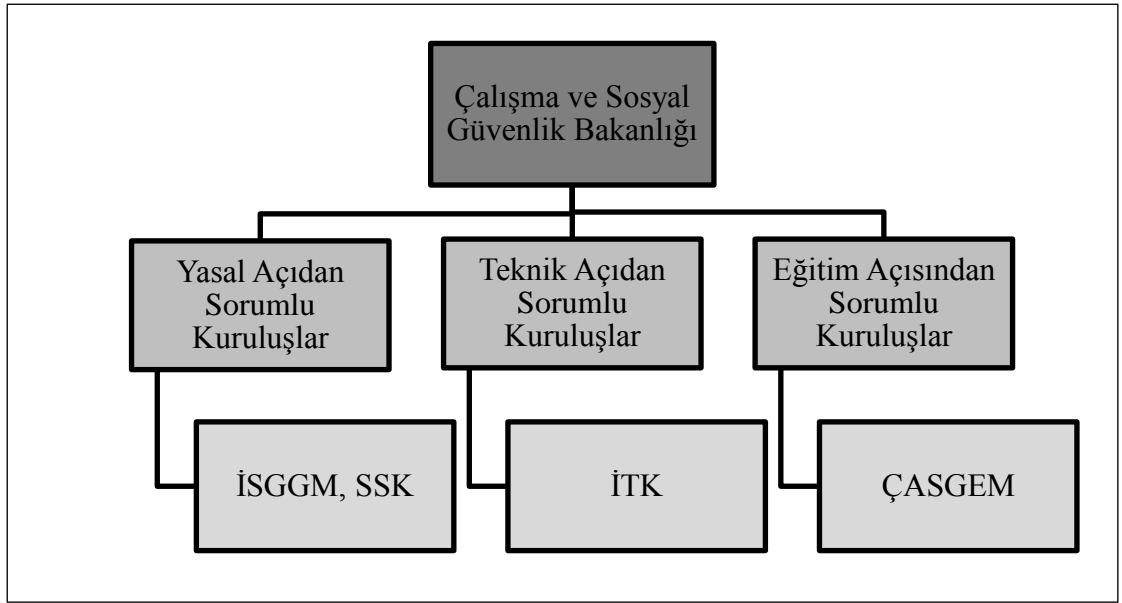 Çalışma ve Sosyal
Güvenlik Bakanlığı
Yasal Açıdan
Sorumlu
Kuruluşlar
Teknik Açıdan
Sorumlu
Kuruluşlar
Eğitim Açısından
Sorumlu
Kuruluşlar
İSGGM, SSK
İTK
ÇASGEM